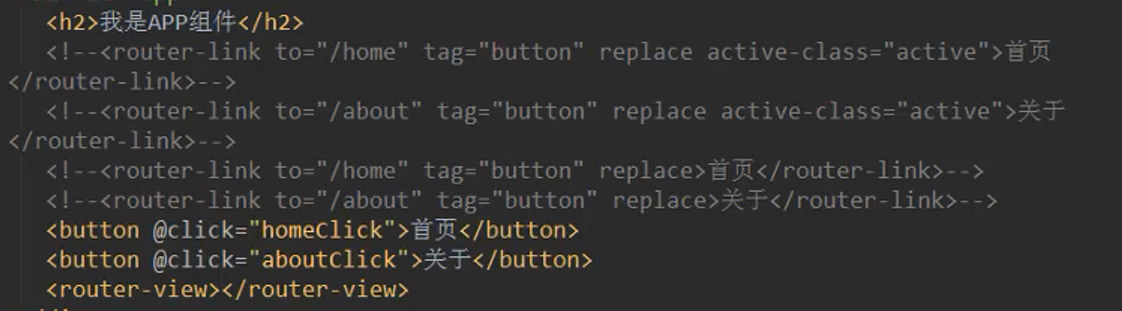 <h2>我是APP组件</h2>
<!--<router-link to="/home" tag="button" replace active-class="active">首页
</router-link>-->
<!--<router-link to="/about" tag="button" replace active-class="active">关于
</router-link>-->
<!--<router-link to="/home" tag="button" replace>首页</router-link>-->
<!--<router-link to="/about" tag="button" replace>关于</router-link>-->
<button @click="homeClick">首页</button>
<button @click="aboutClick">关于</button>
<router-view></router-view>